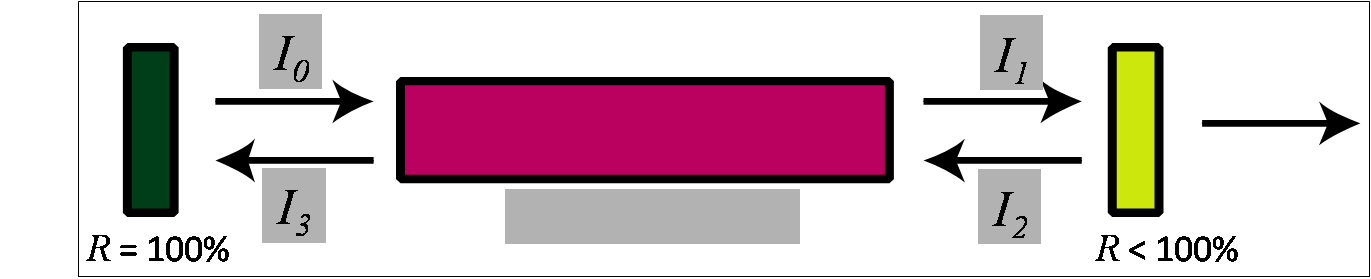 I0
I1
I3
I2
R = 100%
R < 100%